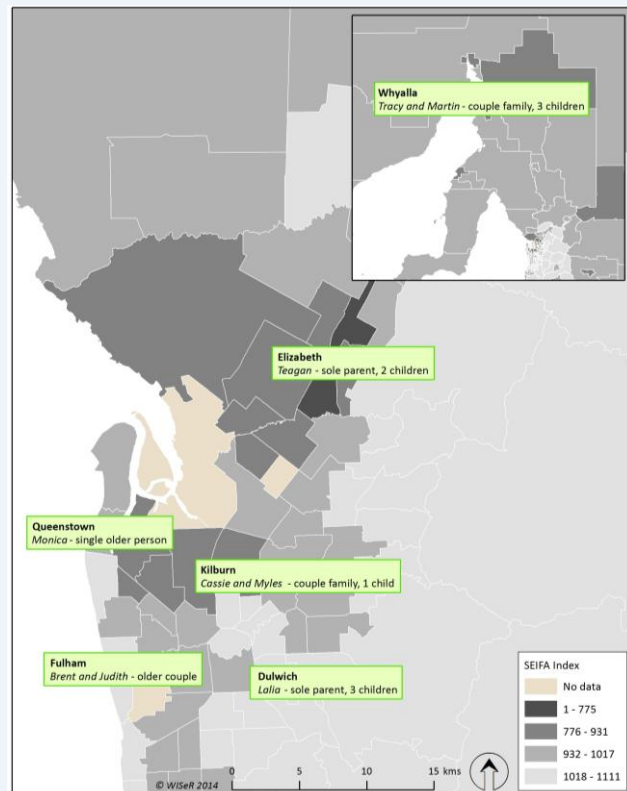 Whyalla
Tracy and Martin - couple family, 3 children
Elizabeth
Teagan - sole parent, 2 children
Queenstown
Monica - single older person
Kilburn
Cassie and Myles - couple family, 1 child
Fulham
Brent and Judith - older couple
Dulwich
Lalia - sole parent, 3 children
SEIFA Index
No data
1 - 775
776 - 931
932 - 1017
1018 - 1111
0 5 10 15 kms
© WISeR 2014